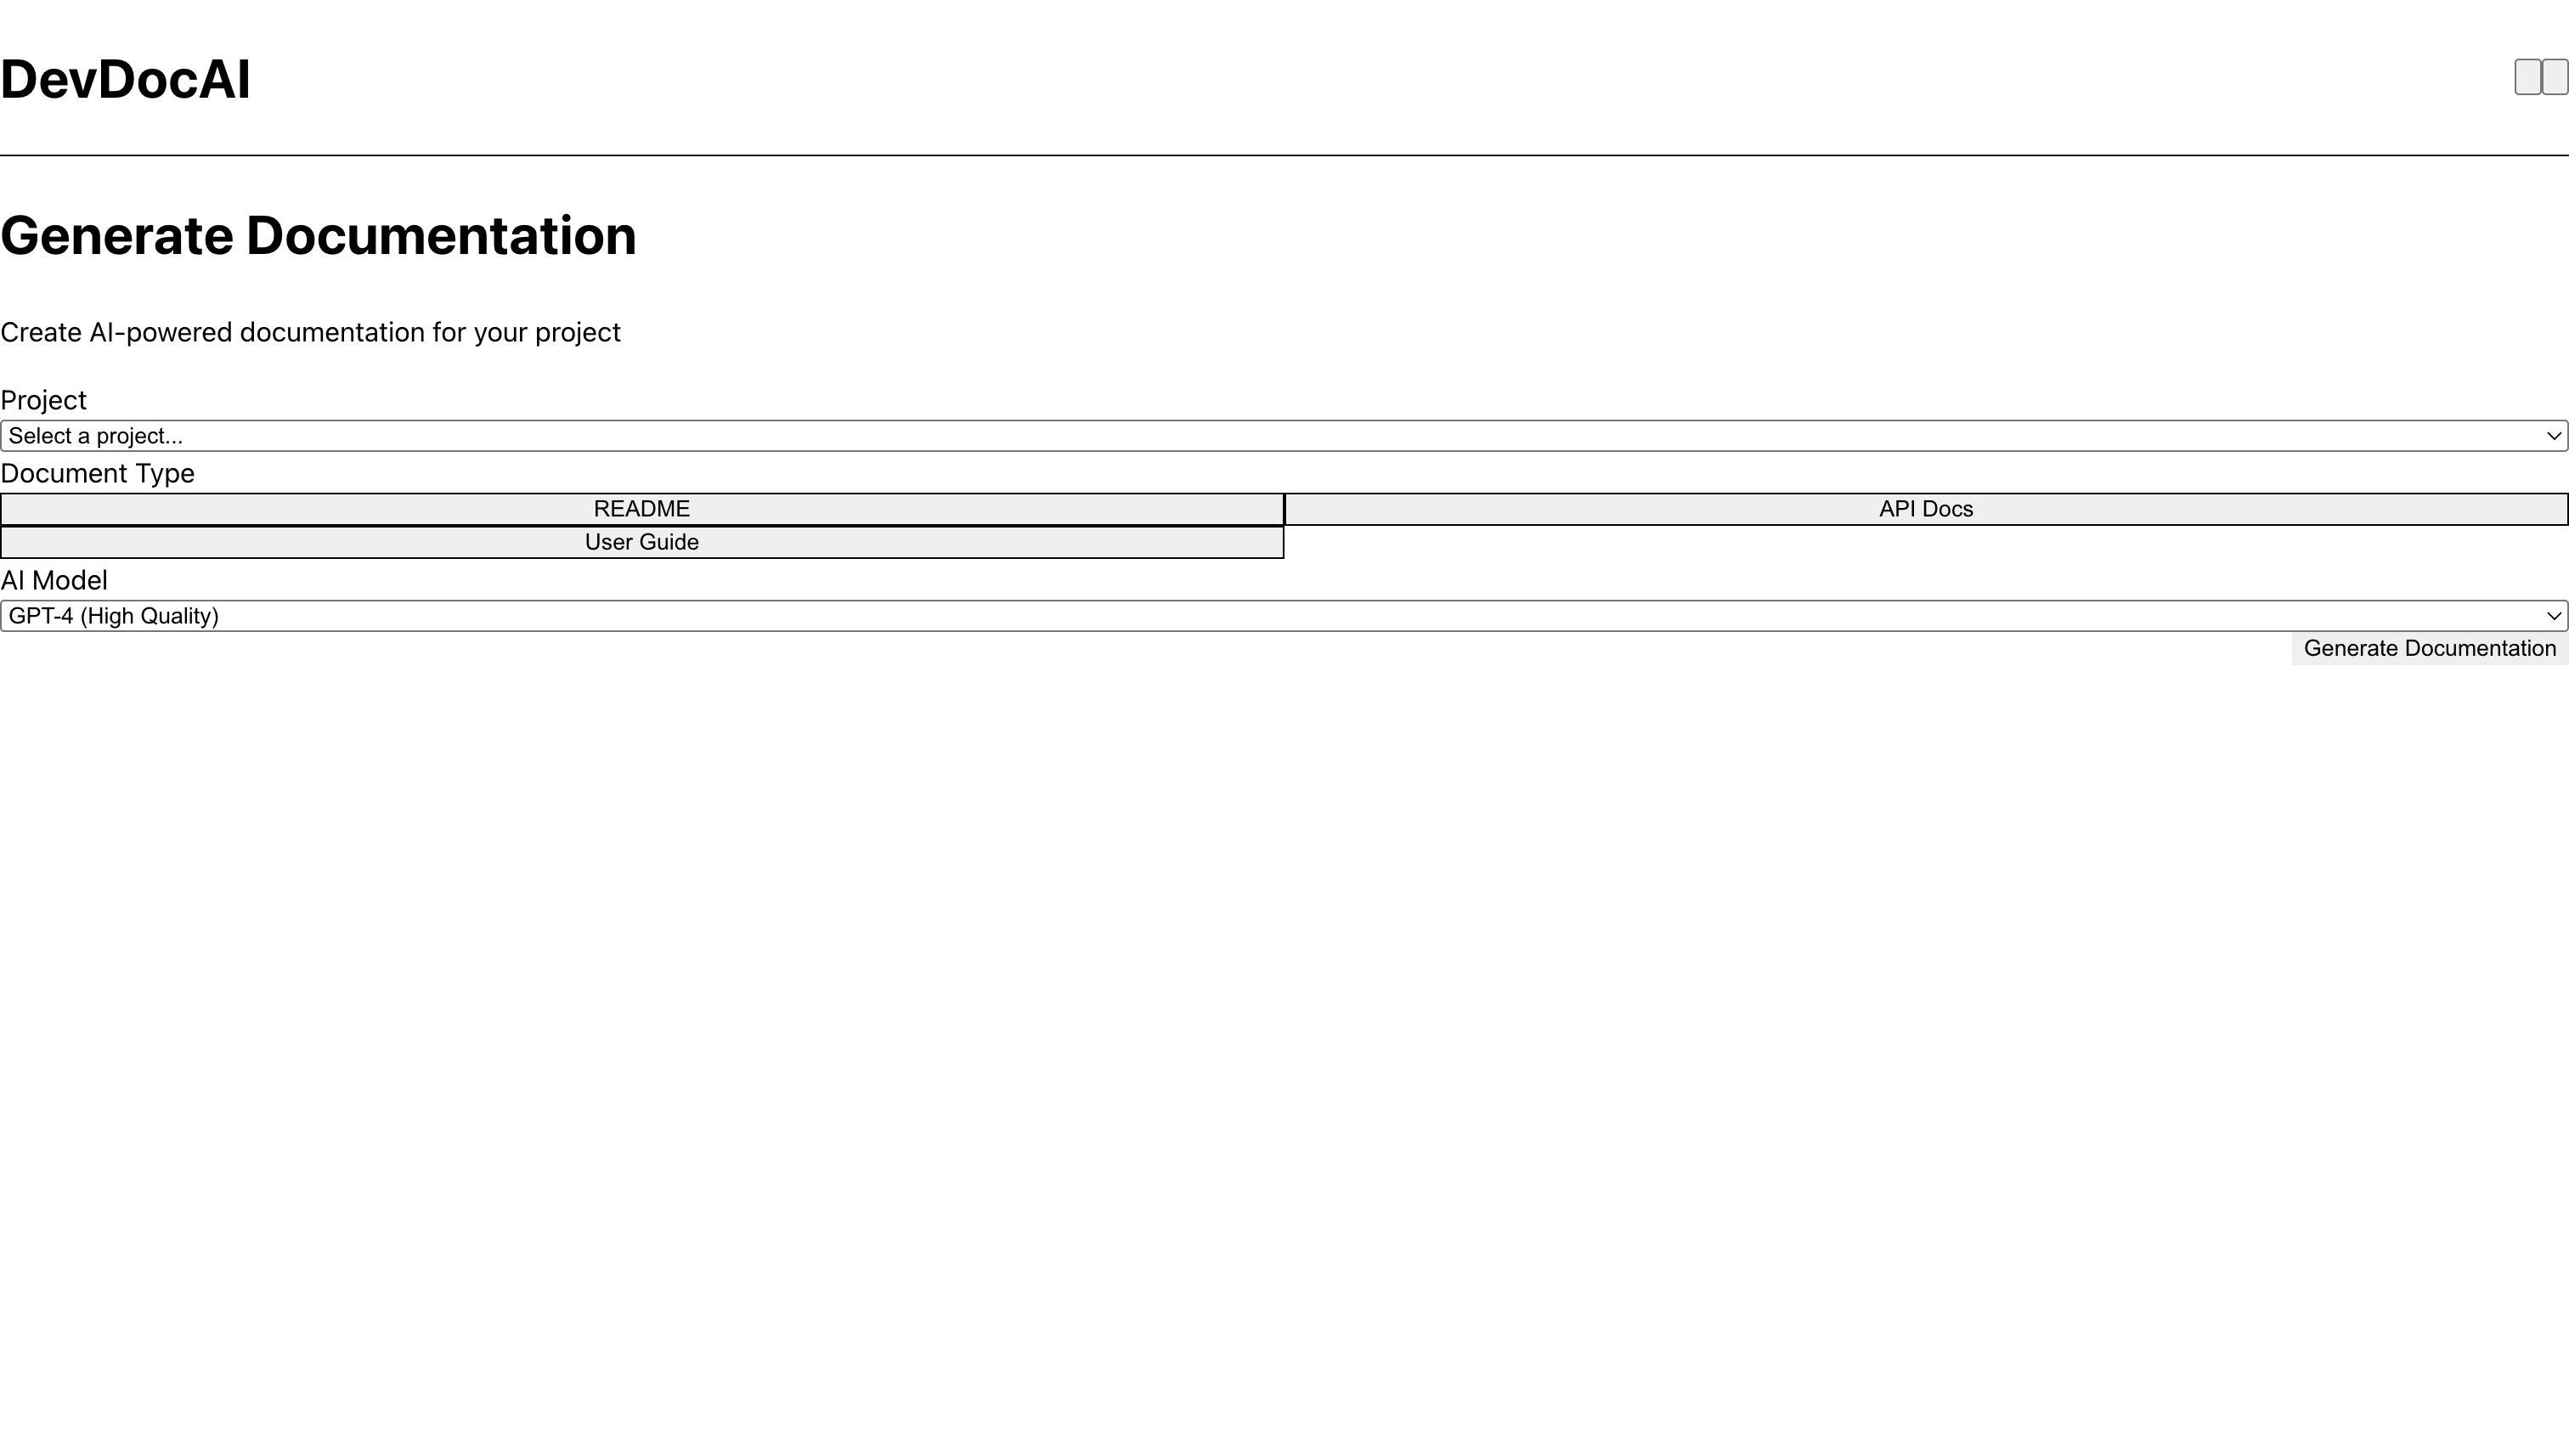 DevDocAI
Generate Documentation
Create AI-powered documentation for your project
Project
Select a project...
Document Type
README
API Docs
User Guide
AI Model
GPT-4 (High Quality)
Generate Documentation